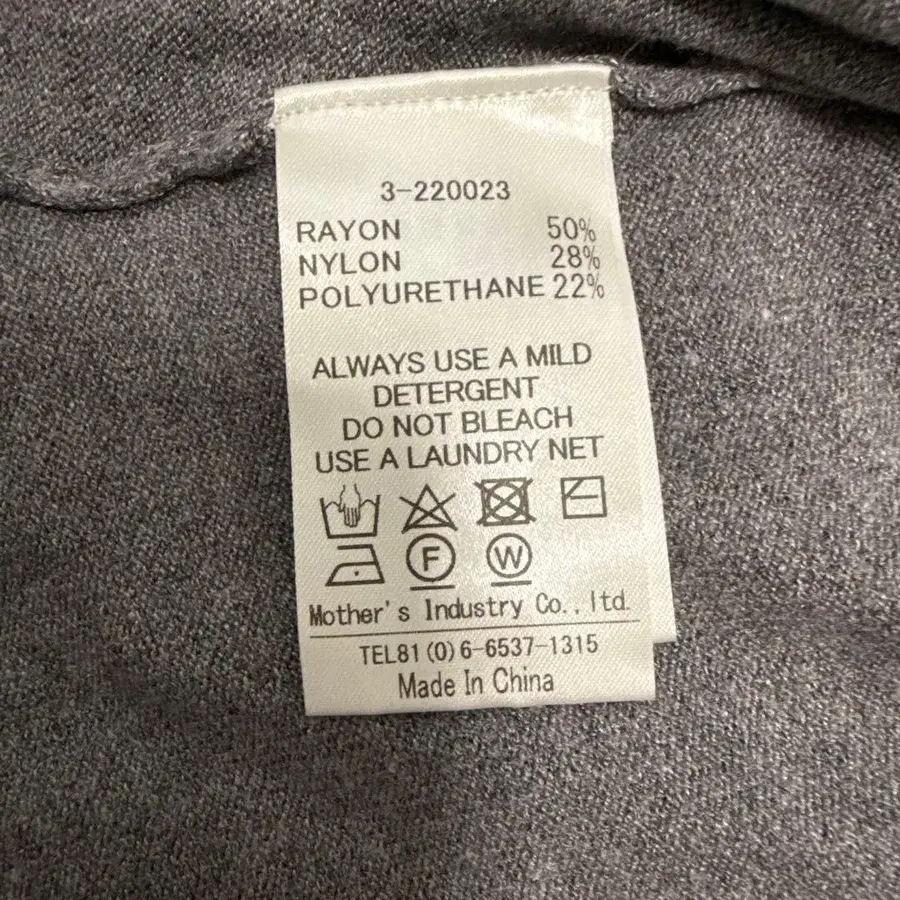 3-220023
RAYON 50%
NYLON 28%
POLYURETHANE 22%
ALWAYS USE A MILD
DETERGENT
DO NOT BLEACH
USE A LAUNDRY NET
F W
Mother's Industry Co., ltd.
TEL81(0)6-6537-1315
Made In China